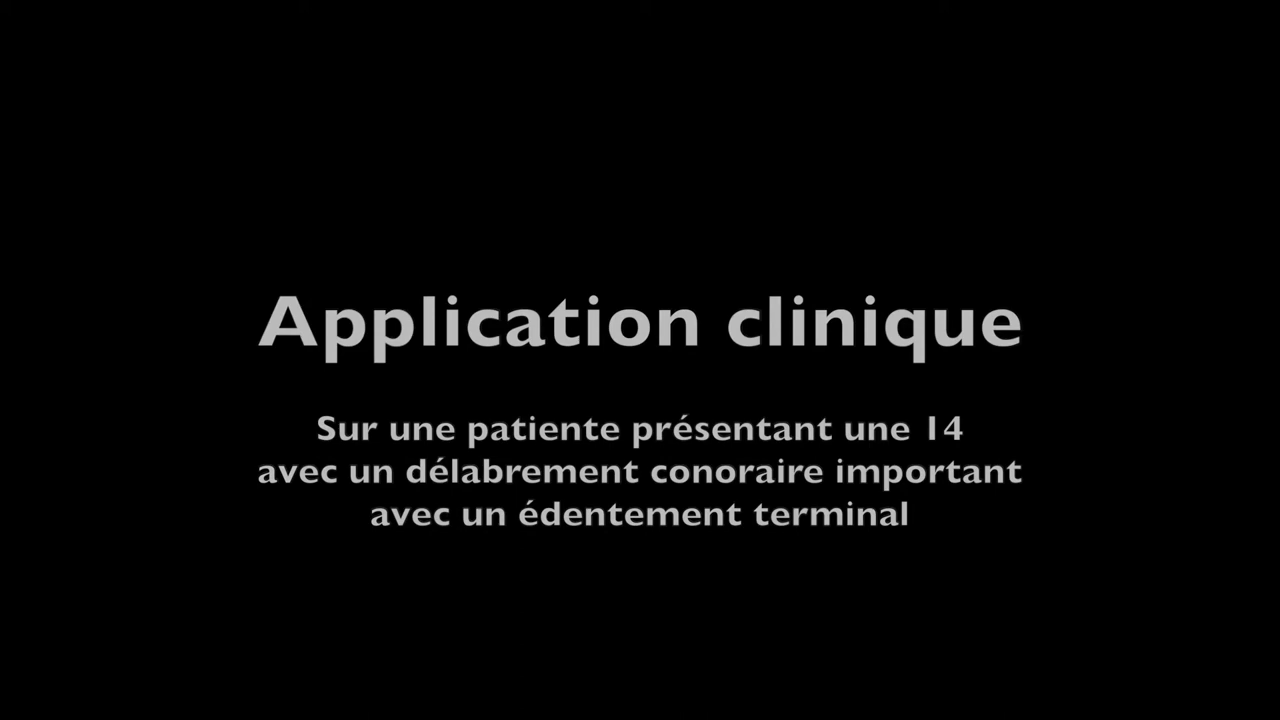 Application clinique
Sur une patiente présentant une 14
avec un délabrement conoraire important
avec un édentement terminal